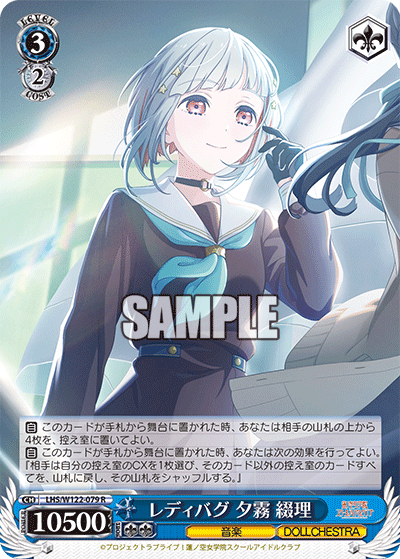 LEVEL
3
2
COST
SAMPLE
自 このカードが手札から舞台に置かれた時、あなたは相手の山札の上から
4枚を、控え室に置いてよい。
自 このカードが手札から舞台に置かれた時、あなたは次の効果を行ってよい。
『相手は自分の控え室のCXを1枚選び、そのカード以外の控え室のカードすべ
てを、山札に戻し、その山札をシャッフルする。』
CH LHS/W122-079 R
10500
レディバグ 夕霧 綴理
音楽
DOLLCHESTRA
©プロジェクトラブライブ!蓮ノ空女学院スクールアイドルクラブ